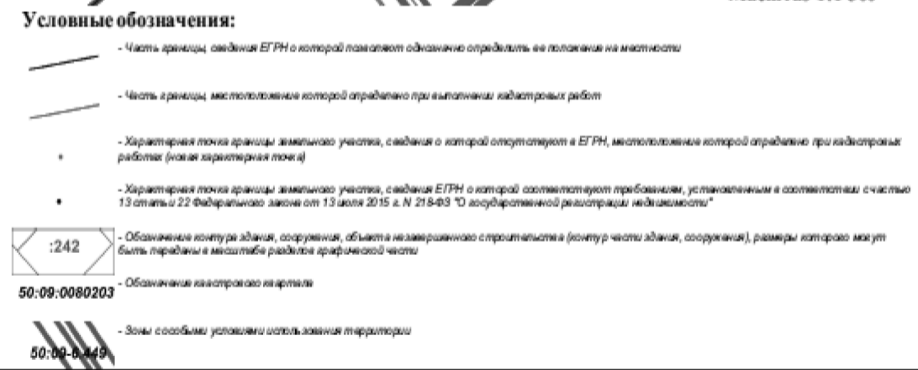 Условные обозначения:
- Часть границы, сведения ЕГРН о которой позволяют однозначно определить ее положение на местности
- Часть границы, местоположение которой определено при выполнении кадастровых работ
- Характерная точка границы земельного участка, сведения о которой отсутствуют в ЕГРН, местоположение которой определено при кадастровых
работах (новая характерная точка)
- Характерная точка границы земельного участка, сведения ЕГРН о которой соответствуют требованиям, установленным в соответствии с частью
13 статьи 22 Федерального закона от 13 июля 2015 г. N 218-ФЗ "О государственной регистрации недвижимости"
:242
- Обозначение контура здания, сооружения, объекта незавершенного строительства (контур части здания, сооружения), размеры которого могут
быть переданы в масштабе разделов графической части
50:09:0080203
- Обозначение каастрового квартала
- Зоны с особыми условиями использования территории
50:09-6.449